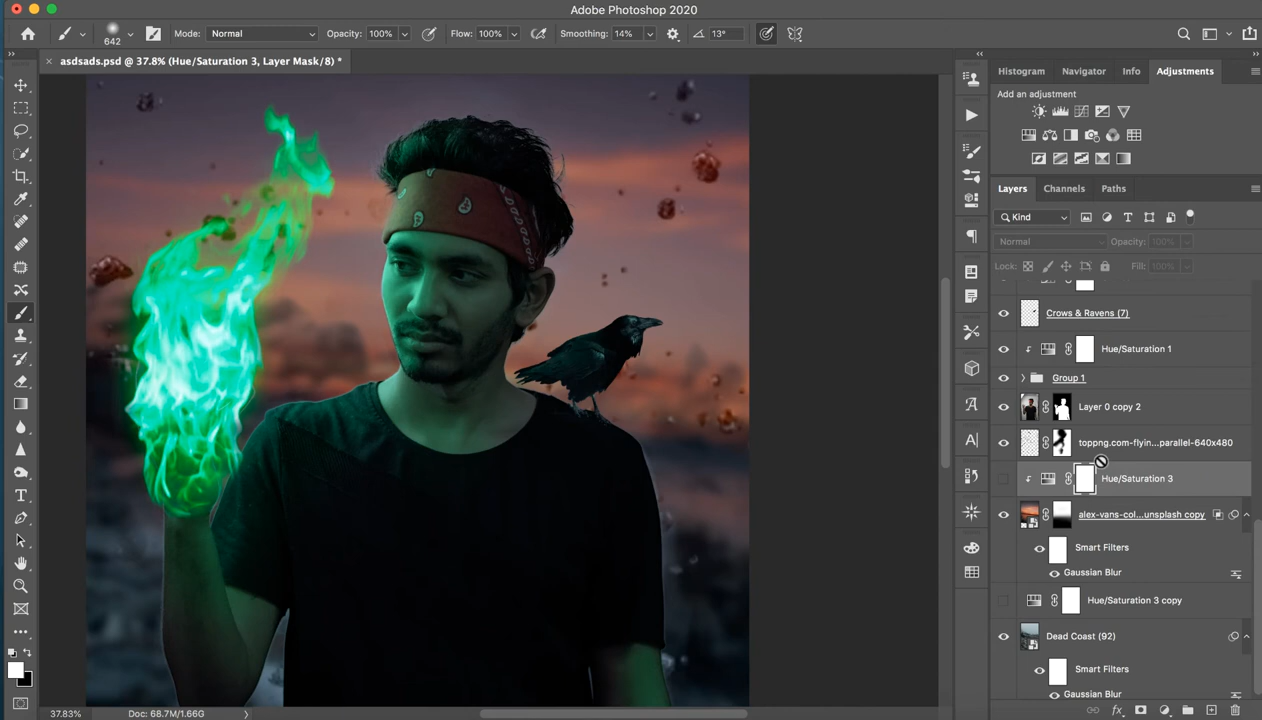 Adobe Photoshop 2020
642
Mode: Normal
Opacity: 100%
Flow: 100%
Smoothing: 14%
13°
asdsads.psd @ 37.8% (Hue/Saturation 3, Layer Mask/8) *
Histogram
Navigator
Info
Adjustments
Add an adjustment
Layers
Channels
Paths
Kind
Normal
Opacity: 100%
Lock:
Fill: 100%
Crows & Ravens (7)
Hue/Saturation 1
Group 1
Layer 0 copy 2
toppng.com-flyin...parallel-640x480
Hue/Saturation 3
alex-vans-col...unsplash copy
Smart Filters
Gaussian Blur
Hue/Saturation 3 copy
Dead Coast (92)
Smart Filters
Gaussian Blur
37.83%
Doc: 68.7M/1.66G